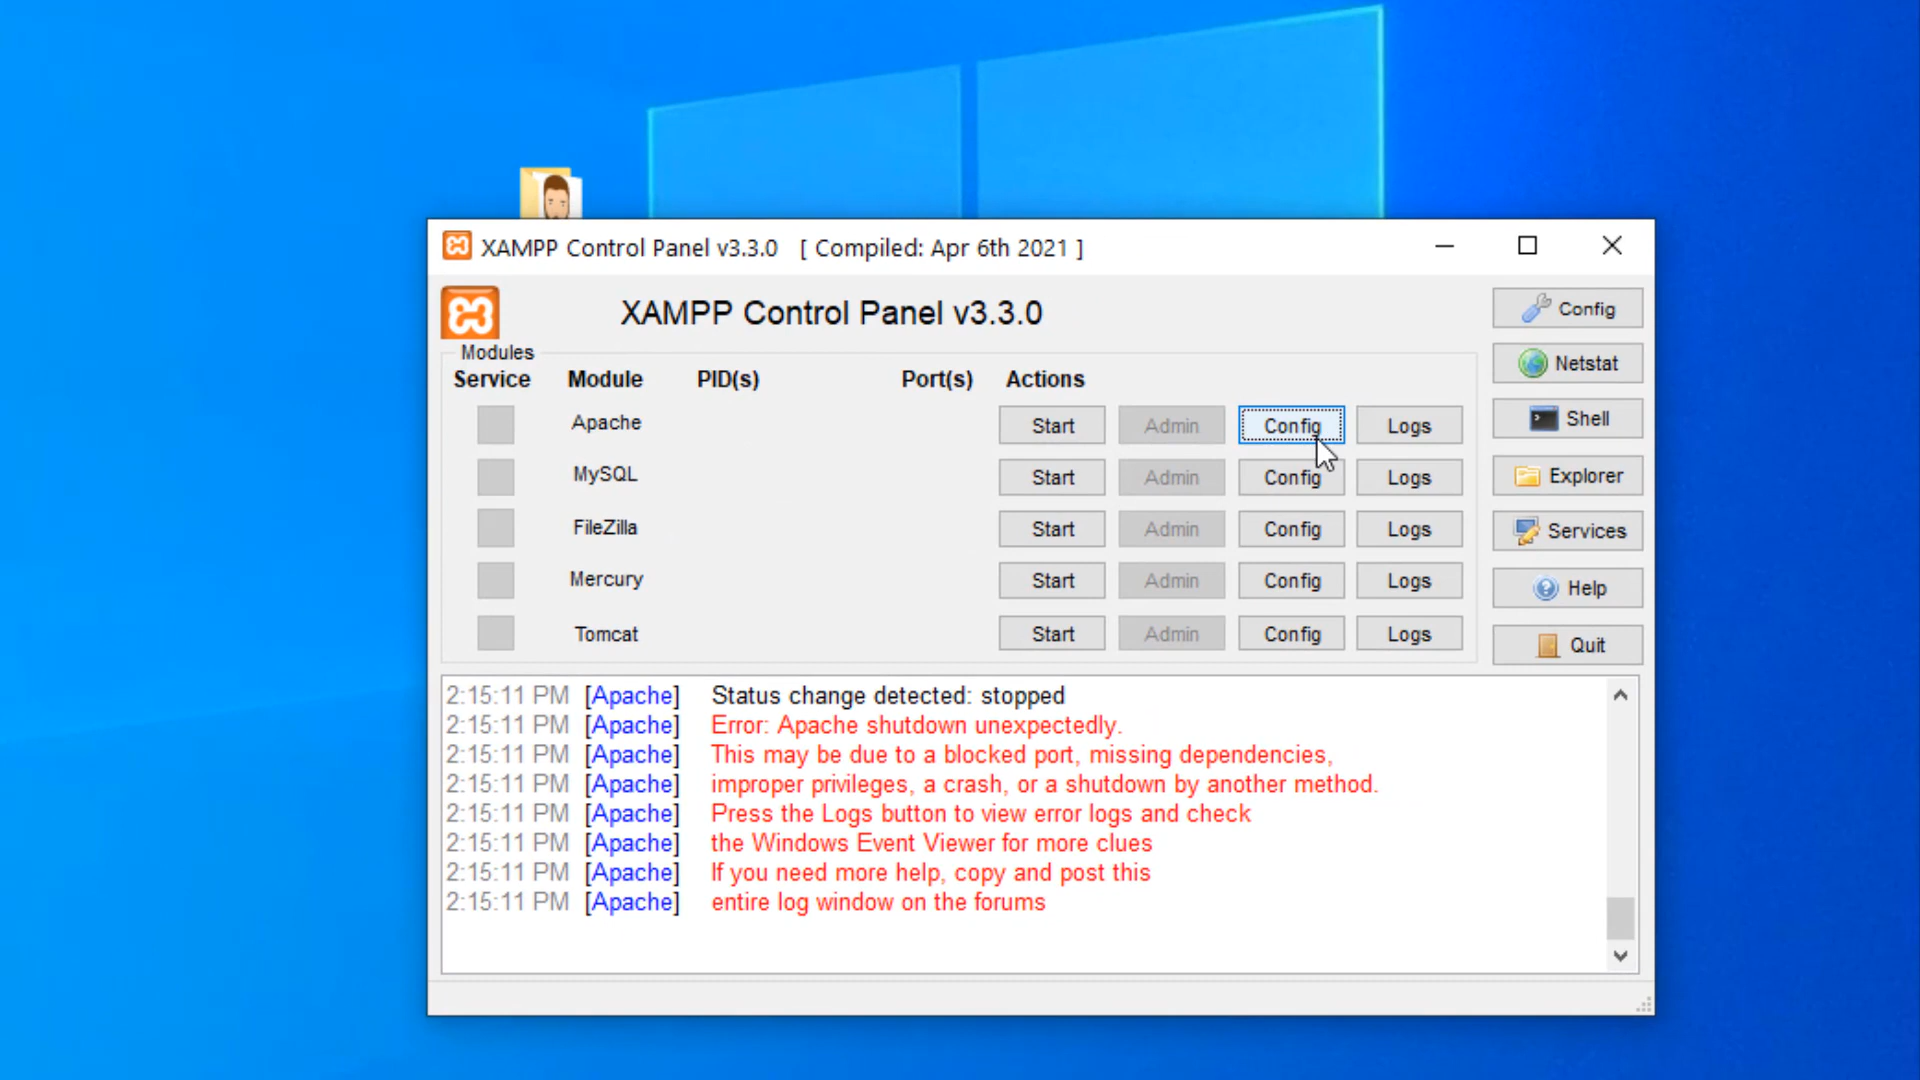 XAMPP Control Panel v3.3.0 [ Compiled: Apr 6th 2021 ]
XAMPP Control Panel v3.3.0
Config
Modules
Service Module PID(s) Port(s) Actions
Netstat
Apache Start Admin Config Logs
Shell
MySQL Start Admin Config Logs
Explorer
FileZilla Start Admin Config Logs
Services
Mercury Start Admin Config Logs
Help
Tomcat Start Admin Config Logs
Quit
2:15:11 PM [Apache] Status change detected: stopped
2:15:11 PM [Apache] Error: Apache shutdown unexpectedly.
2:15:11 PM [Apache] This may be due to a blocked port, missing dependencies,
2:15:11 PM [Apache] improper privileges, a crash, or a shutdown by another method.
2:15:11 PM [Apache] Press the Logs button to view error logs and check
2:15:11 PM [Apache] the Windows Event Viewer for more clues
2:15:11 PM [Apache] If you need more help, copy and post this
2:15:11 PM [Apache] entire log window on the forums